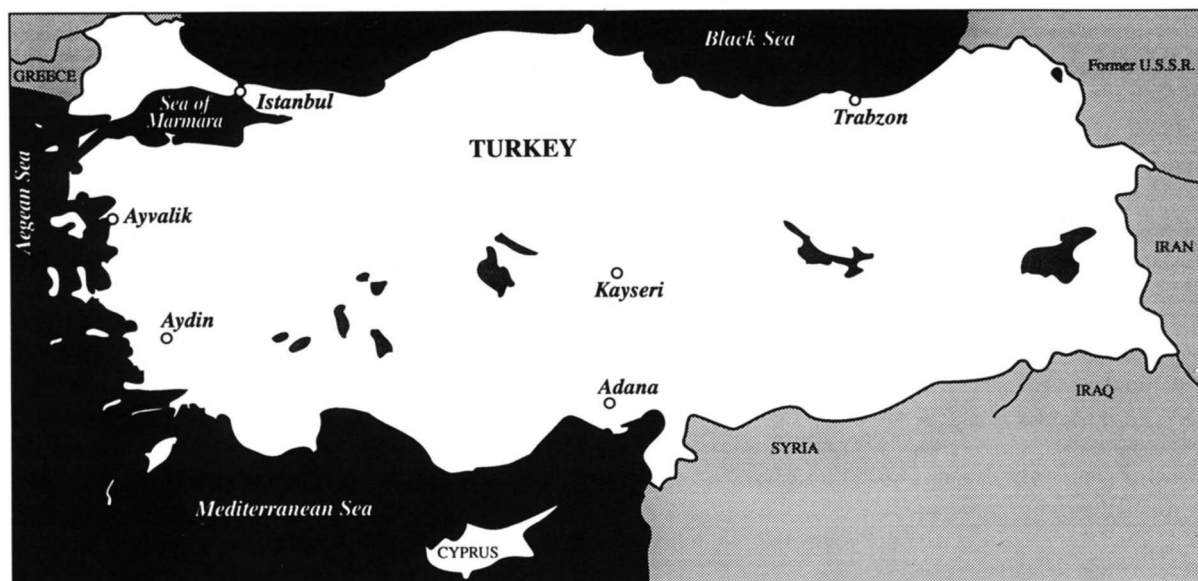 Black Sea
GREECE
Former U.S.S.R.
Istanbul
Sea of
Marmara
Trabzon
TURKEY
Aegean Sea
Ayvalik
IRAN
Kayseri
Aydin
Adana
IRAQ
SYRIA
Mediterranean Sea
CYPRUS